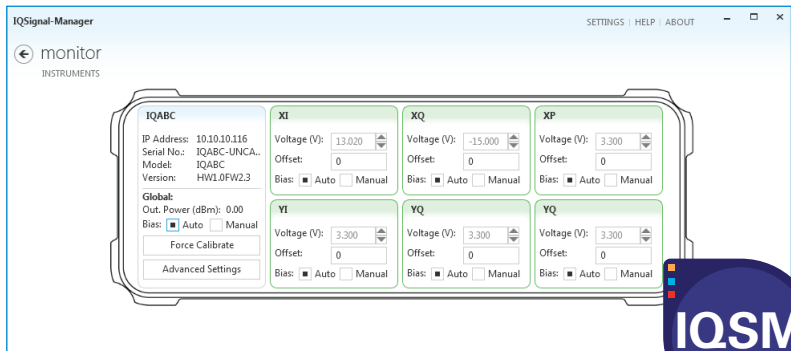 IQSignal-Manager
SETTINGS | HELP | ABOUT
monitor
INSTRUMENTS
IQABC
IP Address: 10.10.10.116
Serial No.: IQABC-UNCA..
Model: IQABC
Version: HW1.0FW2.3
Global:
Out. Power (dBm): 0.00
Bias: Auto Manual
Force Calibrate
Advanced Settings
XI
Voltage (V): 13.020
Offset: 0
Bias: Auto Manual
XQ
Voltage (V): -15.000
Offset: 0
Bias: Auto Manual
XP
Voltage (V): 3.300
Offset: 0
Bias: Auto Manual
YI
Voltage (V): 3.300
Offset: 0
Bias: Auto Manual
YQ
Voltage (V): 3.300
Offset: 0
Bias: Auto Manual
YQ
Voltage (V): 3.300
Offset: 0
Bias: Auto Manual
IQSM